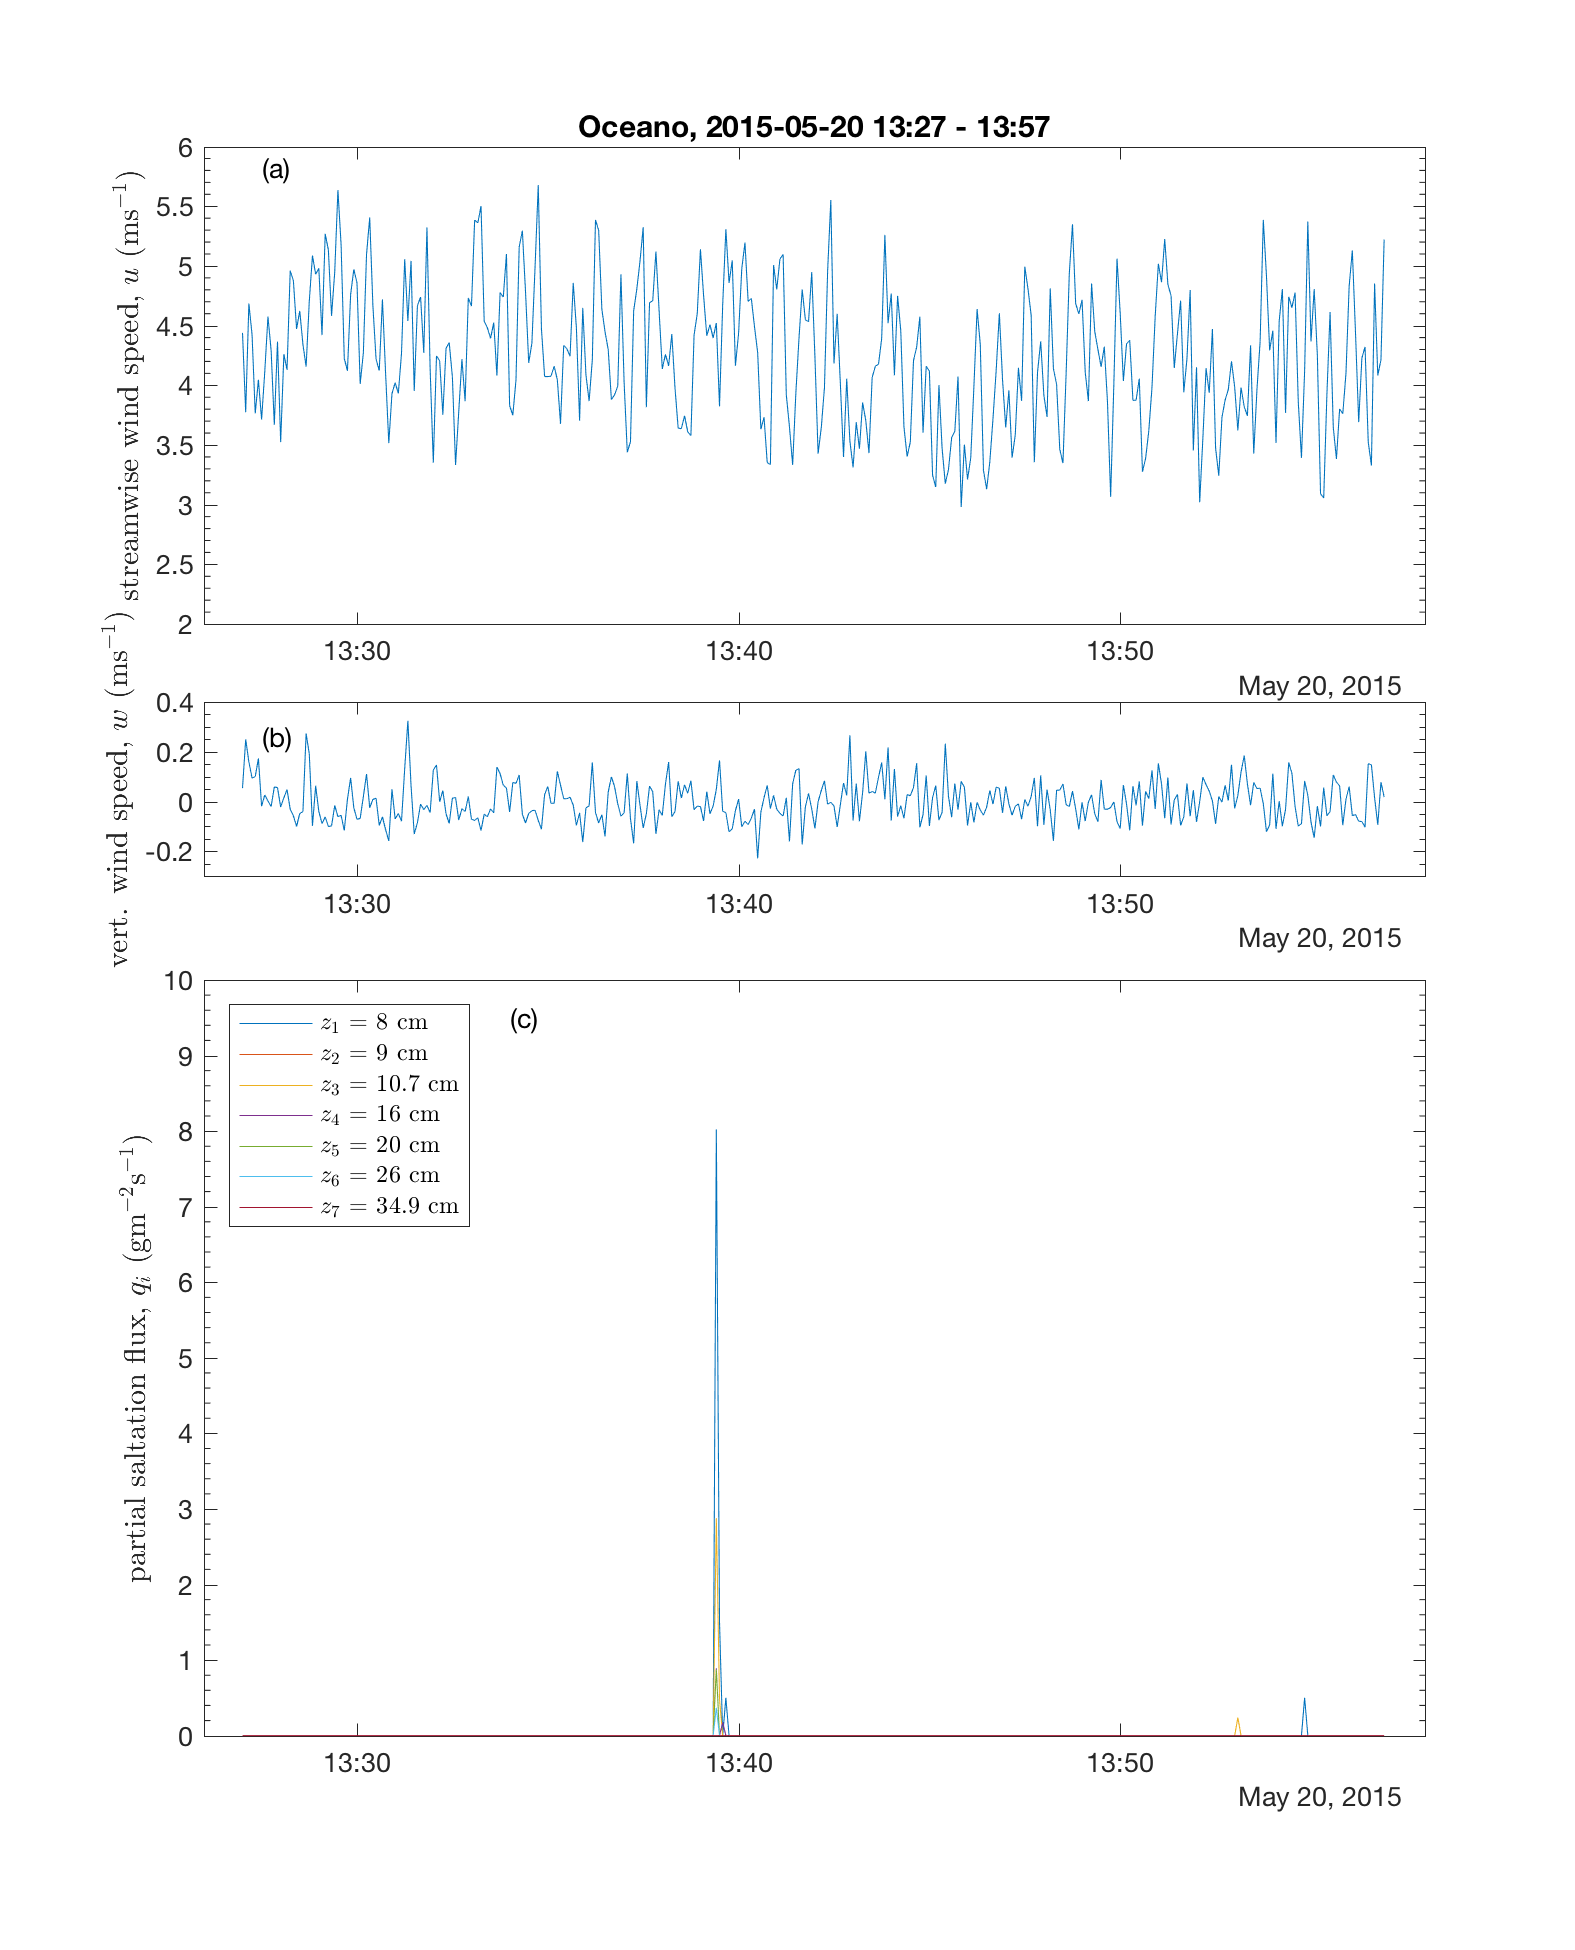 Oceano, 2015-05-20 13:27 - 13:57
(a)
streamwise wind speed, u (ms⁻¹)
6
5.5
5
4.5
4
3.5
3
2.5
2
13:30 13:40 13:50
May 20, 2015
(b)
vert. wind speed, w (ms⁻¹)
0.4
0.2
0
-0.2
13:30 13:40 13:50
May 20, 2015
(c)
partial saltation flux, qᵢ (gm⁻²s⁻¹)
10
9
8
7
6
5
4
3
2
1
0
z₁ = 8 cm
z₂ = 9 cm
z₃ = 10.7 cm
z₄ = 16 cm
z₅ = 20 cm
z₆ = 26 cm
z₇ = 34.9 cm
13:30 13:40 13:50
May 20, 2015